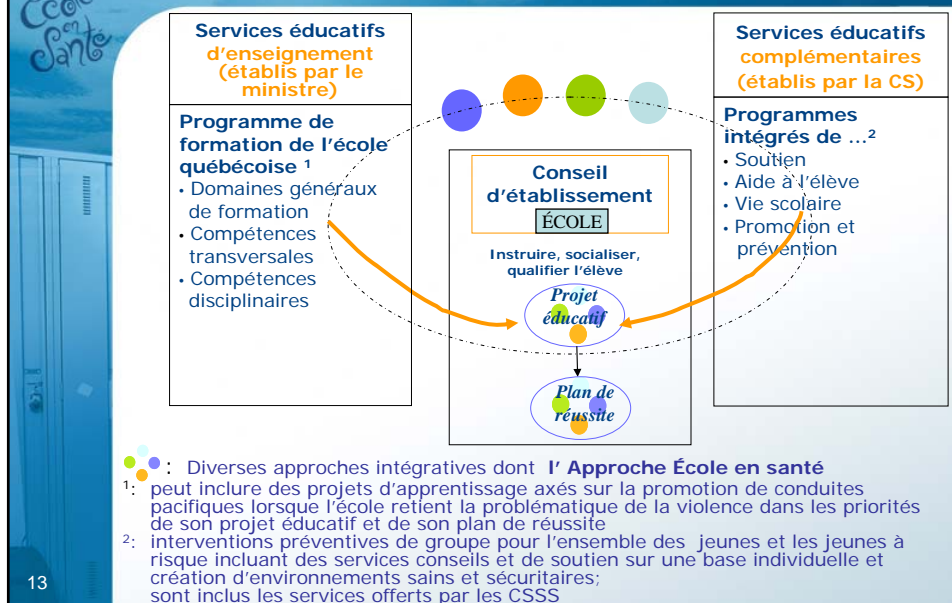 École
en
Santé
Services éducatifs
d'enseignement
(établis par le
ministre)
Programme de
formation de l'école
québécoise ¹
• Domaines généraux
de formation
• Compétences
transversales
• Compétences
disciplinaires
Conseil
d'établissement
ÉCOLE
Instruire, socialiser,
qualifier l'élève
Projet
éducatif
Plan de
réussite
Services éducatifs
complémentaires
(établis par la CS)
Programmes
intégrés de ...²
• Soutien
• Aide à l'élève
• Vie scolaire
• Promotion et
prévention
: Diverses approches intégratives dont l' Approche École en santé
¹: peut inclure des projets d'apprentissage axés sur la promotion de conduites
pacifiques lorsque l'école retient la problématique de la violence dans les priorités
de son projet éducatif et de son plan de réussite
²: interventions préventives de groupe pour l'ensemble des jeunes et les jeunes à
risque incluant des services conseils et de soutien sur une base individuelle et
création d'environnements sains et sécuritaires;
sont inclus les services offerts par les CSSS
13